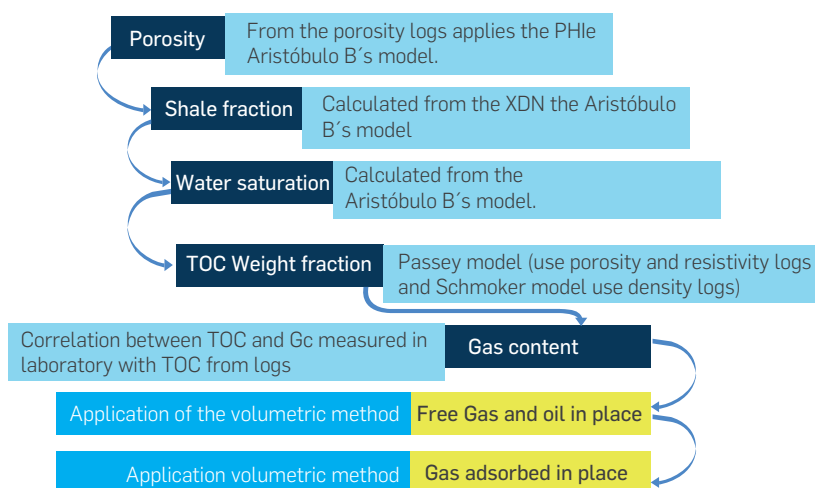 Porosity
From the porosity logs applies the PHIe
Aristóbulo B´s model.
Shale fraction
Calculated from the XDN the Aristóbulo
B´s model
Water saturation
Calculated from the
Aristóbulo B´s model.
TOC Weight fraction
Passey model (use porosity and resistivity logs
and Schmoker model use density logs)
Correlation between TOC and Gc measured in
laboratory with TOC from logs
Gas content
Application of the volumetric method
Free Gas and oil in place
Application volumetric method
Gas adsorbed in place